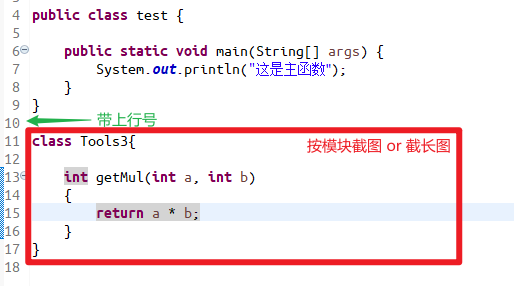 4 public class test {
5
6 public static void main(String[] args) {
7 System.out.println("这是主函数");
8 }
9 }
10 带上行号
11 class Tools3{
按模块截图 or 截长图
12
13 int getMul(int a, int b)
14 {
15 return a * b;
16 }
17 }
18